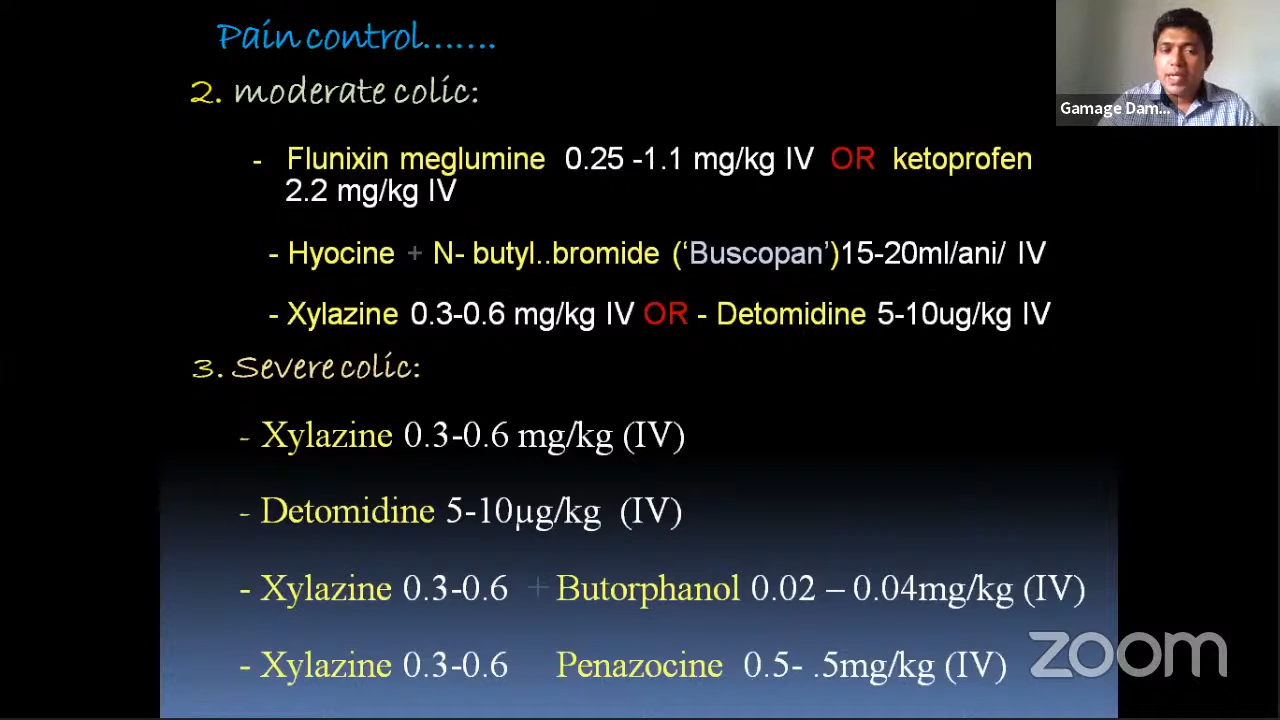 Pain control.......
2. moderate colic:
- Flunixin meglumine 0.25 -1.1 mg/kg IV OR ketoprofen
2.2 mg/kg IV
- Hyocine + N- butyl..bromide (‘Buscopan’)15-20ml/ani/ IV
- Xylazine 0.3-0.6 mg/kg IV OR - Detomidine 5-10ug/kg IV
3. Severe colic:
- Xylazine 0.3-0.6 mg/kg (IV)
- Detomidine 5-10µg/kg (IV)
- Xylazine 0.3-0.6 + Butorphanol 0.02 – 0.04mg/kg (IV)
- Xylazine 0.3-0.6 Penazocine 0.5- .5mg/kg (IV)
Gamage Dam...
zoom